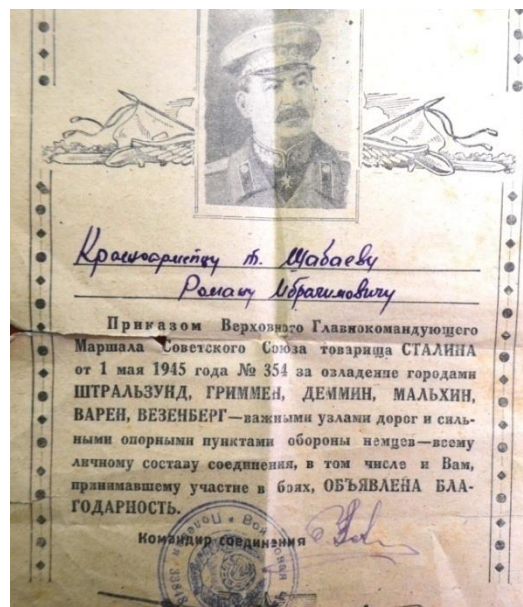 Красноармейцу т. Шабаеву
Роману Ибрагимовичу
Приказом Верховного Главнокомандующего
Маршала Советского Союза товарища СТАЛИНА
от 1 мая 1945 года № 354 за овладение городами
ШТРАЛЬЗУНД, ГРИММЕН, ДЕММИН, МАЛЬХИН,
ВАРЕН, ВЕЗЕНБЕРГ—важными узлами дорог и силь-
ными опорными пунктами обороны немцев—всему
личному составу соединения, в том числе и Вам,
принимавшему участие в боях, ОБЪЯВЛЕНА БЛА-
ГОДАРНОСТЬ.
Командир соединения